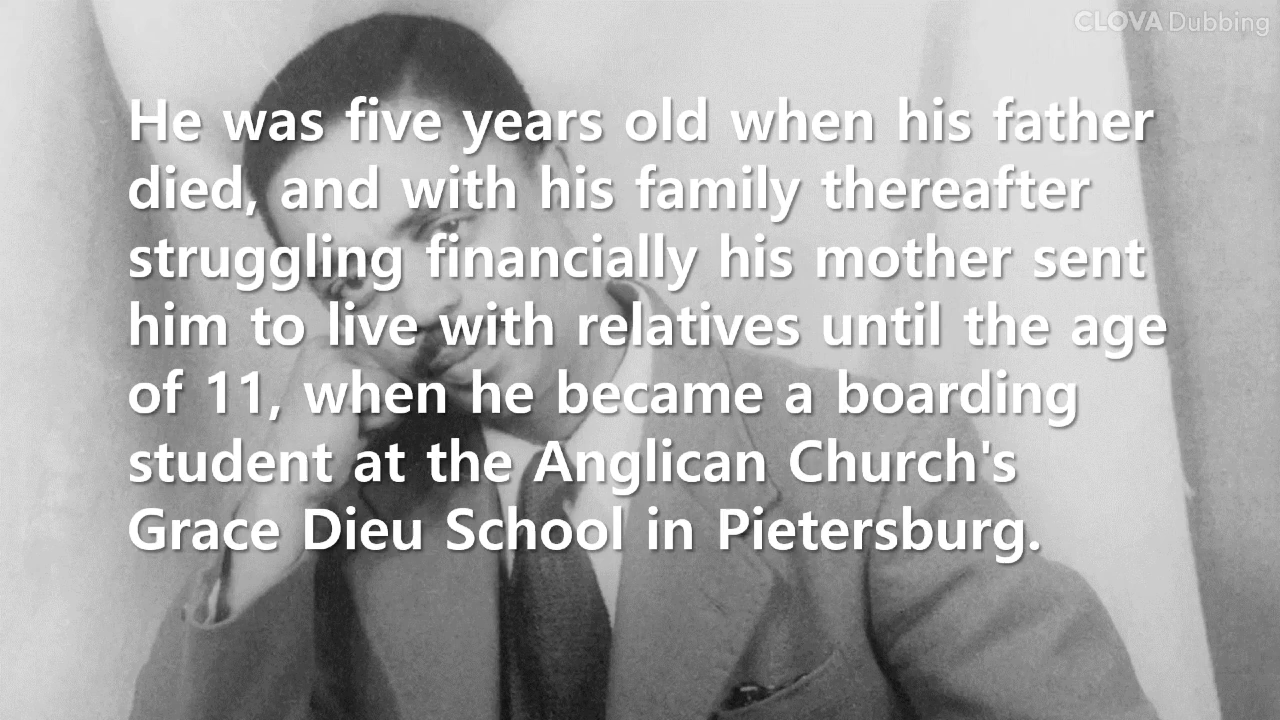 CLOVA Dubbing
He was five years old when his father
died, and with his family thereafter
struggling financially his mother sent
him to live with relatives until the age
of 11, when he became a boarding
student at the Anglican Church's
Grace Dieu School in Pietersburg.